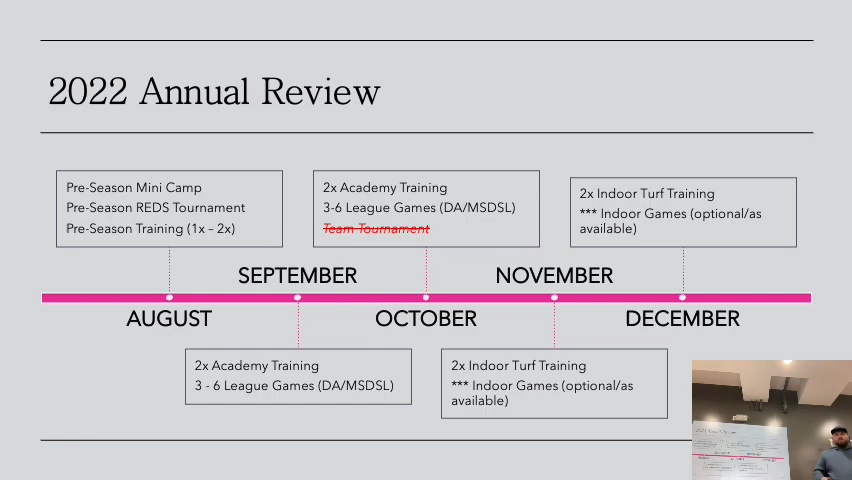 2022 Annual Review
Pre-Season Mini Camp
Pre-Season REDS Tournament
Pre-Season Training (1x – 2x)
2x Academy Training
3-6 League Games (DA/MSDSL)
Team Tournament
2x Indoor Turf Training
*** Indoor Games (optional/as
available)
SEPTEMBER
NOVEMBER
AUGUST
OCTOBER
DECEMBER
2x Academy Training
3 - 6 League Games (DA/MSDSL)
2x Indoor Turf Training
*** Indoor Games (optional/as
available)